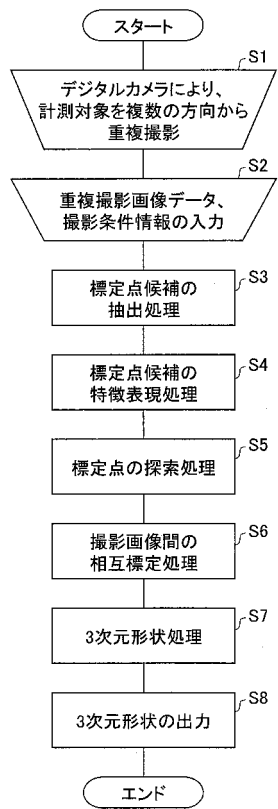 スタート
S1
デジタルカメラにより、
計測対象を複数の方向から
重複撮影
S2
重複撮影画像データ、
撮影条件情報の入力
S3
標定点候補の
抽出処理
S4
標定点候補の
特徴表現処理
S5
標定点の探索処理
S6
撮影画像間の
相互標定処理
S7
3次元形状処理
S8
3次元形状の出力
エンド